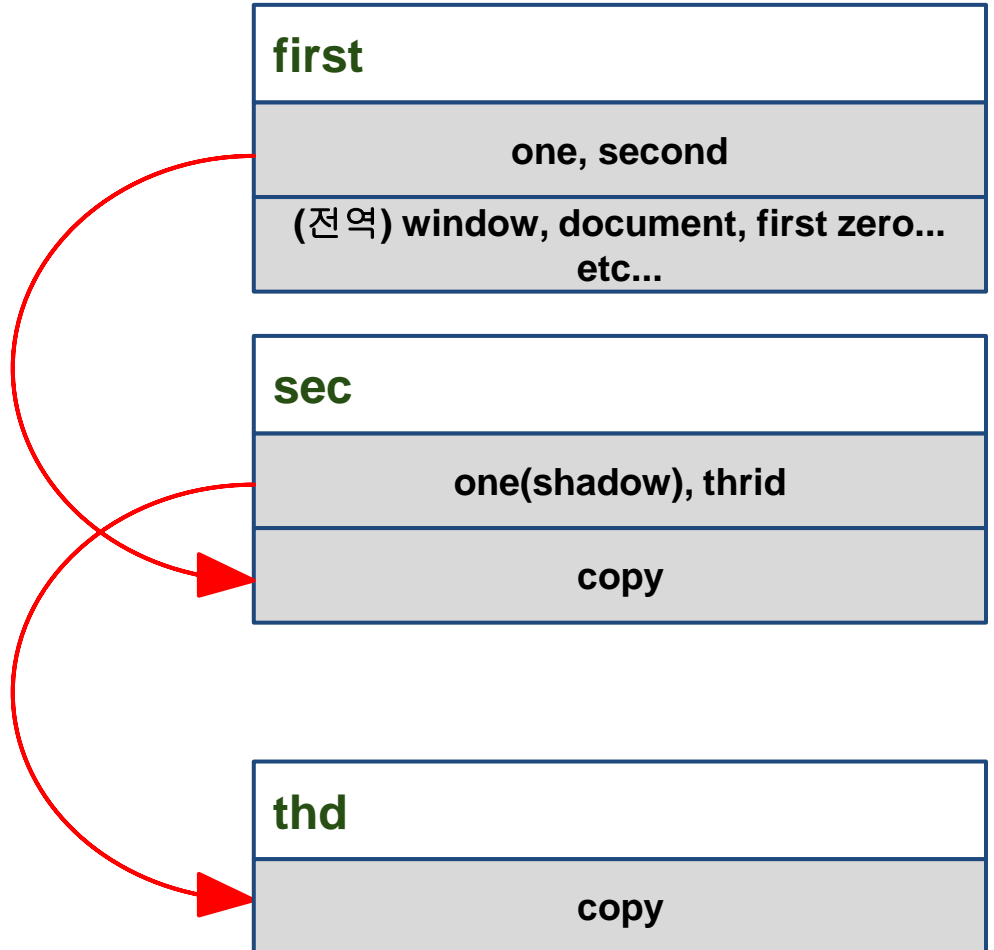 first
one, second
(전역) window, document, first zero...
etc...
sec
one(shadow), thrid
copy
thd
copy